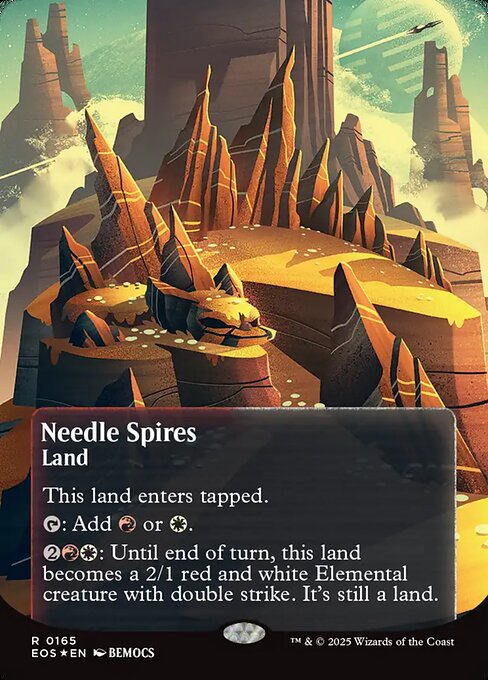 Needle Spires
Land
This land enters tapped.
: Add or .
2: Until end of turn, this land
becomes a 2/1 red and white Elemental
creature with double strike. It's still a land.
R 0165
™ & © 2025 Wizards of the Coast
EOS★EN BEMOCS